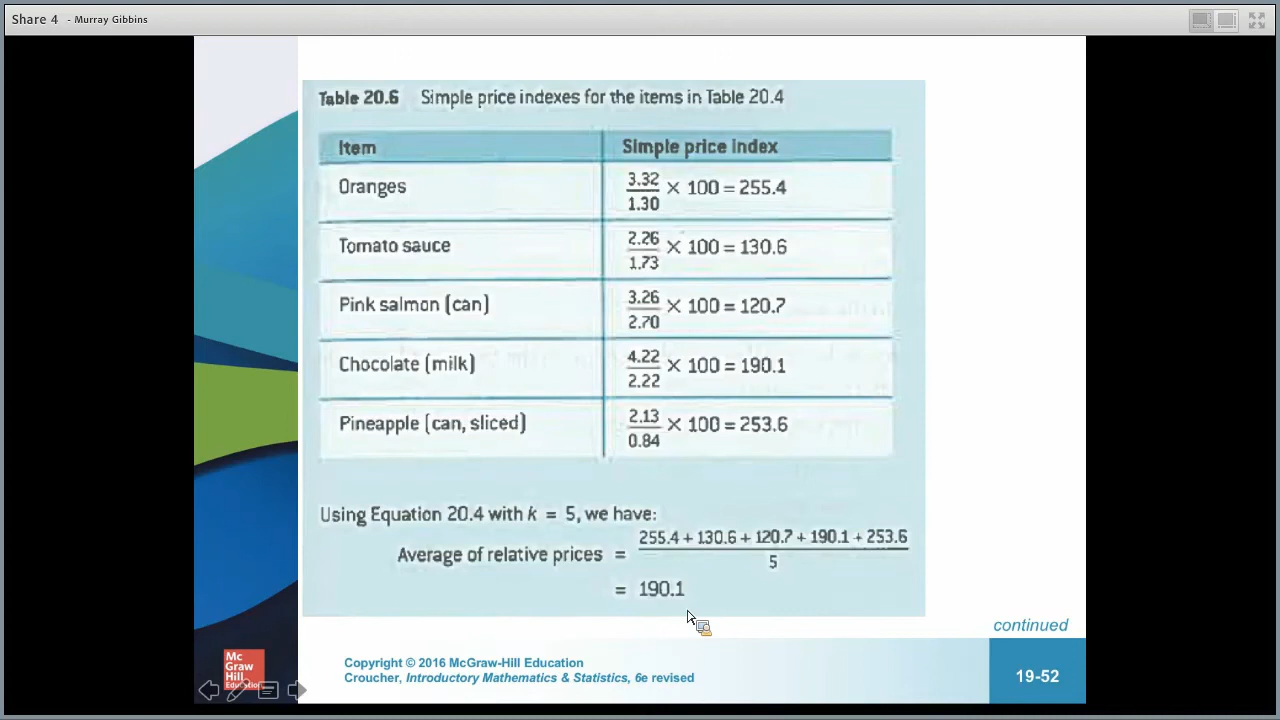 Share 4 - Murray Gibbins
Table 20.6 Simple price indexes for the items in Table 20.4
Item Simple price index
Oranges 3.32/1.30 × 100 = 255.4
Tomato sauce 2.26/1.73 × 100 = 130.6
Pink salmon (can) 3.26/2.70 × 100 = 120.7
Chocolate (milk) 4.22/2.22 × 100 = 190.1
Pineapple (can, sliced) 2.13/0.84 × 100 = 253.6
Using Equation 20.4 with k = 5, we have:
Average of relative prices = 255.4 + 130.6 + 120.7 + 190.1 + 253.6 / 5
= 190.1
continued
Mc
Graw
Hill
Education
Copyright © 2016 McGraw-Hill Education
Croucher, Introductory Mathematics & Statistics, 6e revised
19-52